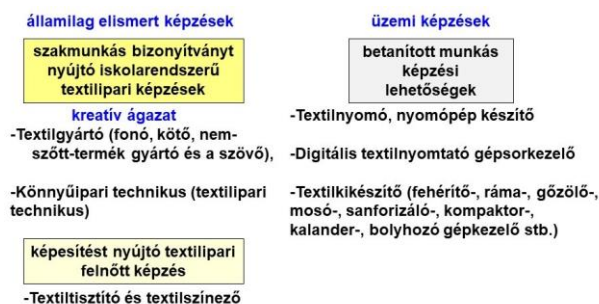 államilag elismert képzések
szakmunkás bizonyítványt
nyújtó iskolarendszerű
textilipari képzések
kreatív ágazat
-Textilgyártó (fonó, kötő, nem-
szőtt-termék gyártó és a szövő),
-Könnyűipari technikus (textilipari
technikus)
képesítést nyújtó textilipari
felnőtt képzés
-Textiltisztító és textilszínező
üzemi képzések
betanított munkás
képzési
lehetőségek
-Textilnyomó, nyomópép készítő
-Digitális textilnyomtató gépsorkezelő
-Textilkikészítő (fehérítő-, ráma-, gőzölő-,
mosó-, sanforizáló-, kompaktor-,
kalander-, bolyhozó gépkezelő stb.)